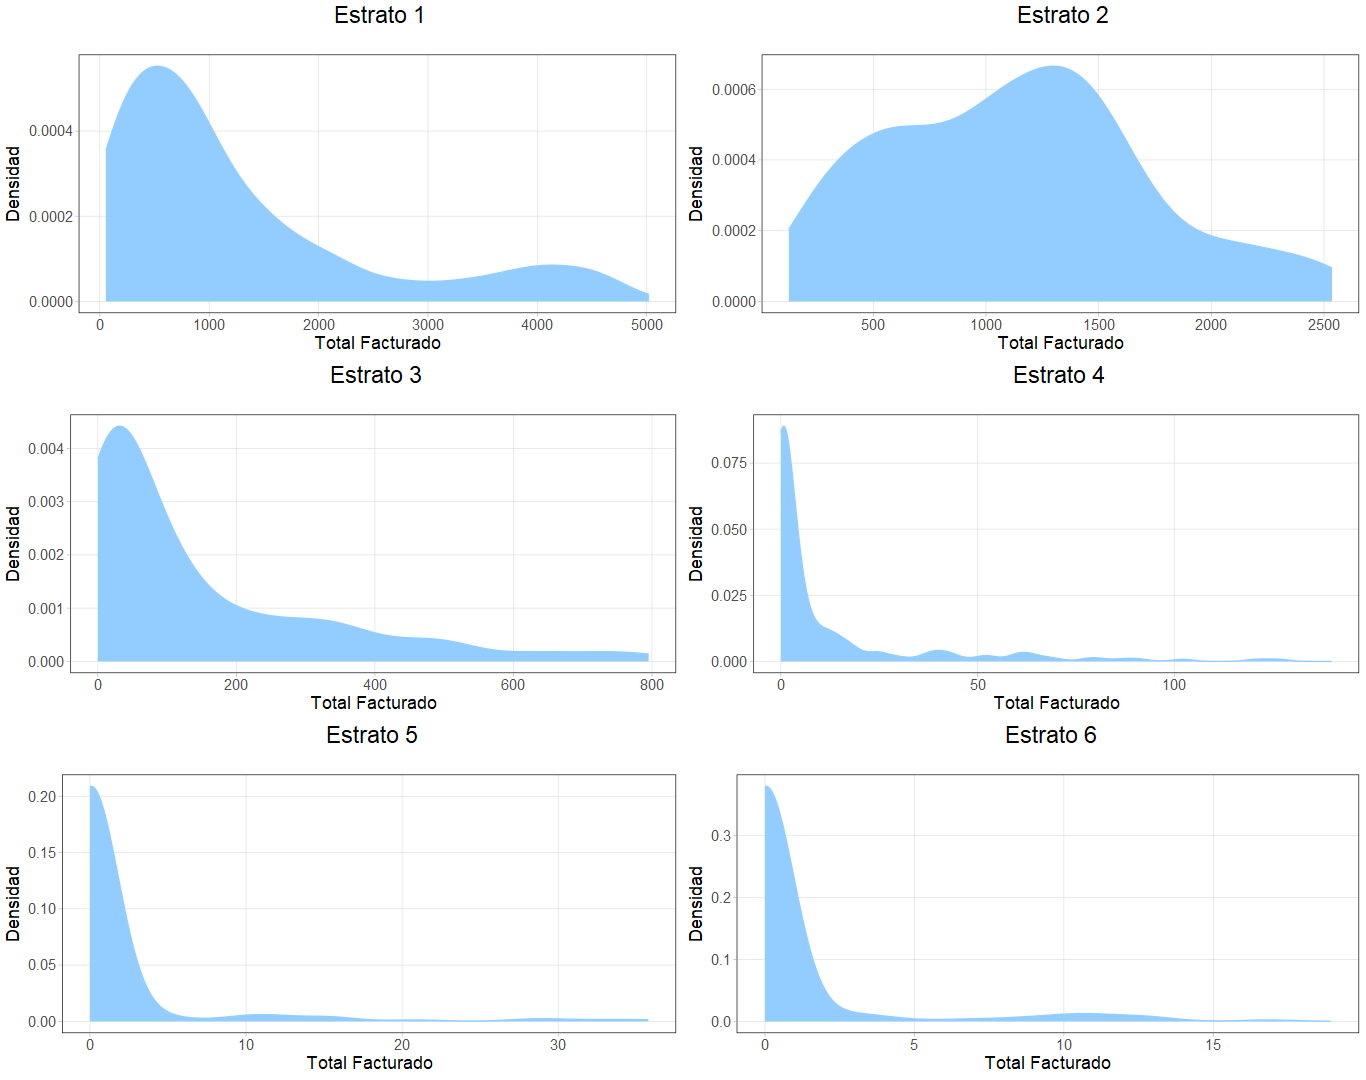 Estrato 1
Densidad
0.0004
0.0002
0.0000
0 1000 2000 3000 4000 5000
Total Facturado
Estrato 2
Densidad
0.0006
0.0004
0.0002
0.0000
500 1000 1500 2000 2500
Total Facturado
Estrato 3
Densidad
0.004
0.003
0.002
0.001
0.000
0 200 400 600 800
Total Facturado
Estrato 4
Densidad
0.075
0.050
0.025
0.000
0 50 100
Total Facturado
Estrato 5
Densidad
0.20
0.15
0.10
0.05
0.00
0 10 20 30
Total Facturado
Estrato 6
Densidad
0.3
0.2
0.1
0.0
0 5 10 15
Total Facturado